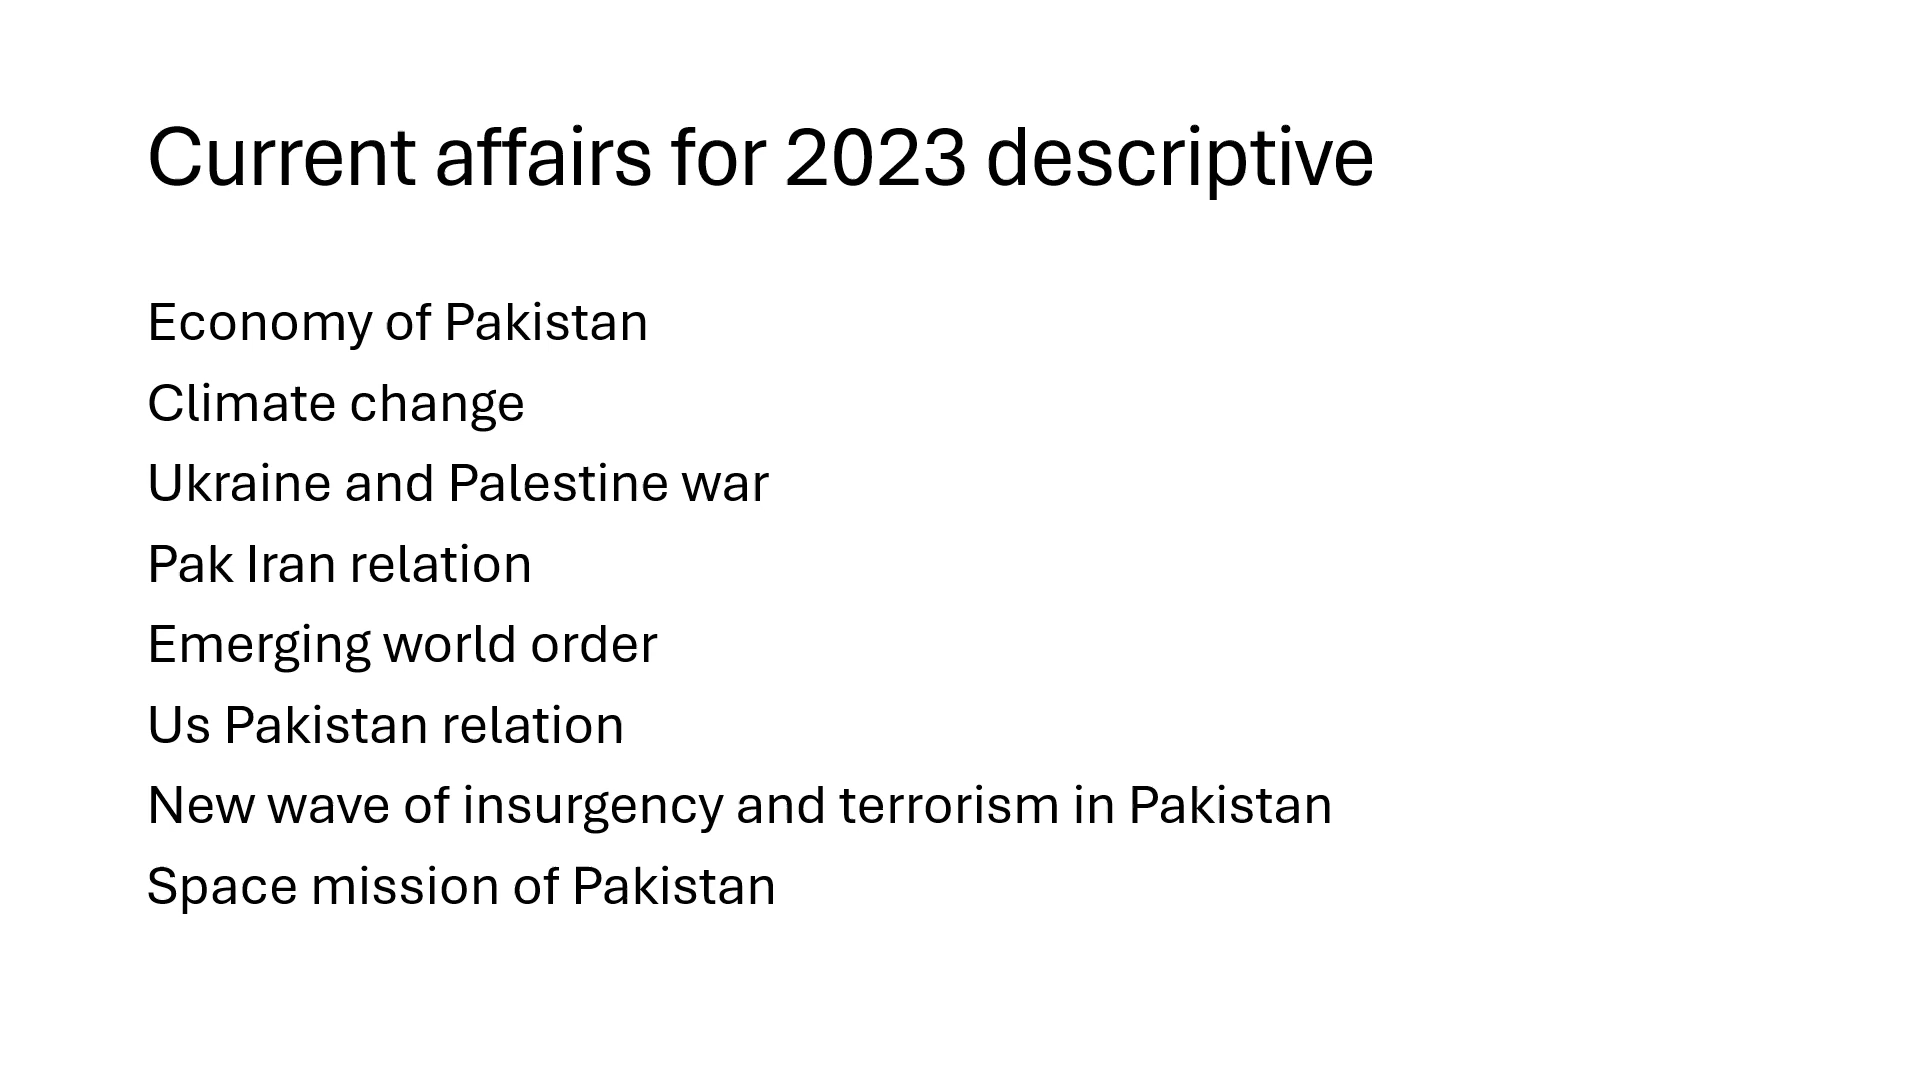 Current affairs for 2023 descriptive
Economy of Pakistan
Climate change
Ukraine and Palestine war
Pak Iran relation
Emerging world order
Us Pakistan relation
New wave of insurgency and terrorism in Pakistan
Space mission of Pakistan